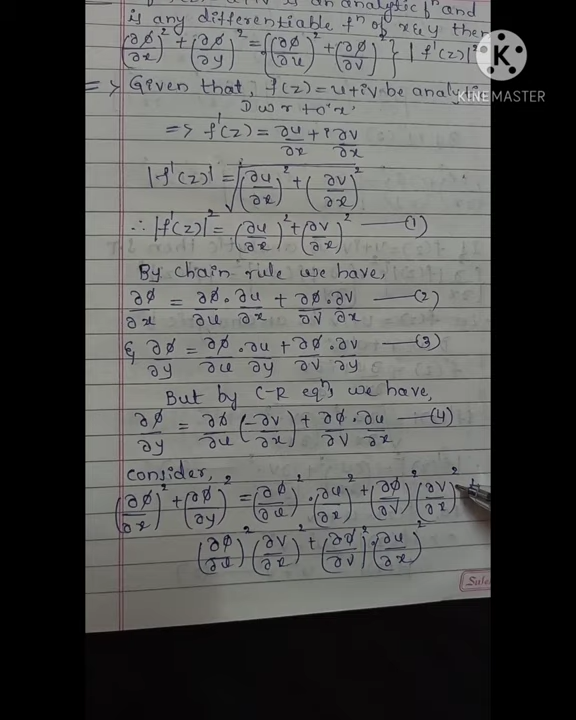 is an analytic fⁿ and
is any differentiable fⁿ of x & y then
(∂φ/∂x)² + (∂φ/∂y)² = {(∂φ/∂u)² + (∂φ/∂v)²} |f'(z)|²
=> Given that, f(z) = u+iv be analytic
D w r to 'x'
=> f'(z) = ∂u/∂x + i ∂v/∂x
|f'(z)| = √((∂u/∂x)² + (∂v/∂x)²)
∴ |f'(z)|² = (∂u/∂x)² + (∂v/∂x)² —(1)
By chain rule we have,
∂φ/∂x = ∂φ/∂u · ∂u/∂x + ∂φ/∂v · ∂v/∂x —(2)
& ∂φ/∂y = ∂φ/∂u · ∂u/∂y + ∂φ/∂v · ∂v/∂y —(3)
But by C-R eqⁿs we have,
∂φ/∂y = ∂φ/∂u (-∂v/∂x) + ∂φ/∂v · ∂u/∂x —(4)
consider,
(∂φ/∂x)² + (∂φ/∂y)² = (∂φ/∂u)² · (∂u/∂x)² + (∂φ/∂v)² (∂v/∂x)² +
(∂φ/∂u)² (∂v/∂x)² + (∂φ/∂v)² · (∂u/∂x)²
K
KINEMASTER